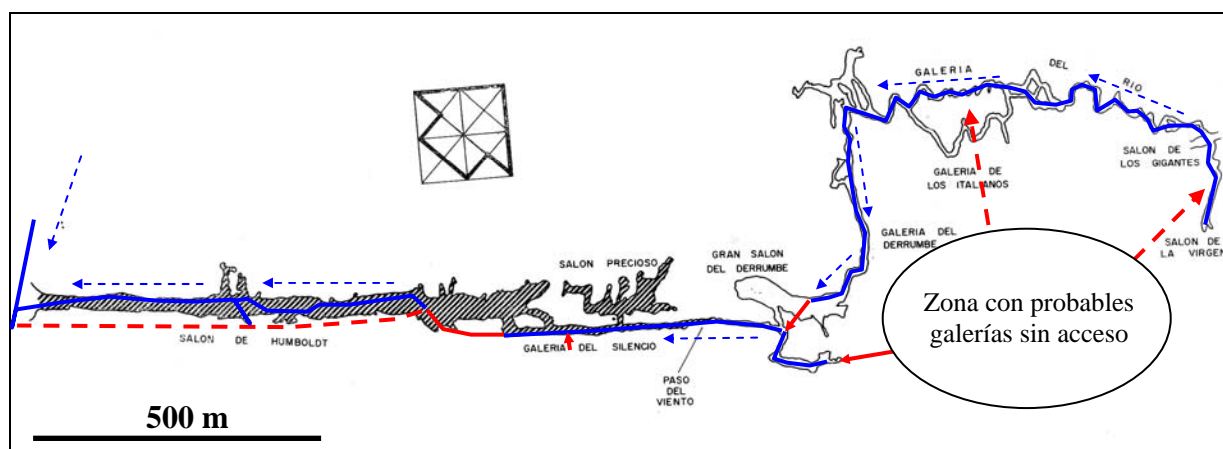 GALERIA DEL RIO
SALON DE
LOS GIGANTES
GALERIA DE
LOS ITALIANOS
GALERIA DEL
DERRUMBE
SALON DE
LA VIRGEN
GRAN SALON
DEL DERRUMBE
SALON PRECIOSO
Zona con probables
galerías sin acceso
SALON DE HUMBOLDT
GALERIA DEL SILENCIO
PASO
DEL
VIENTO
500 m